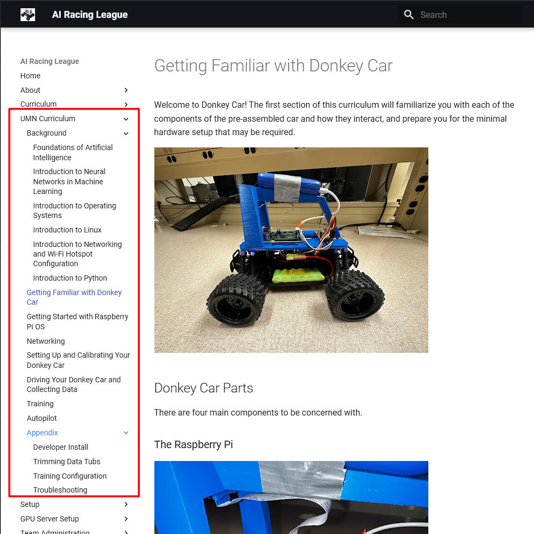 AI Racing League
Search
AI Racing League
Home
About
Curriculum
UMN Curriculum
Background
Foundations of Artificial
Intelligence
Introduction to Neural
Networks in Machine
Learning
Introduction to Operating
Systems
Introduction to Linux
Introduction to Networking
and Wi-Fi Hotspot
Configuration
Introduction to Python
Getting Familiar with Donkey
Car
Getting Started with Raspberry
Pi OS
Networking
Setting Up and Calibrating Your
Donkey Car
Driving Your Donkey Car and
Collecting Data
Training
Autopilot
Appendix
Developer Install
Trimming Data Tubs
Training Configuration
Troubleshooting
Setup
GPU Server Setup
Team Administration
Getting Familiar with Donkey Car
Welcome to Donkey Car! The first section of this curriculum will familiarize you with each of the
components of the pre-assembled car and how they interact, and prepare you for the minimal
hardware setup that may be required.
Donkey Car Parts
There are four main components to be concerned with.
The Raspberry Pi